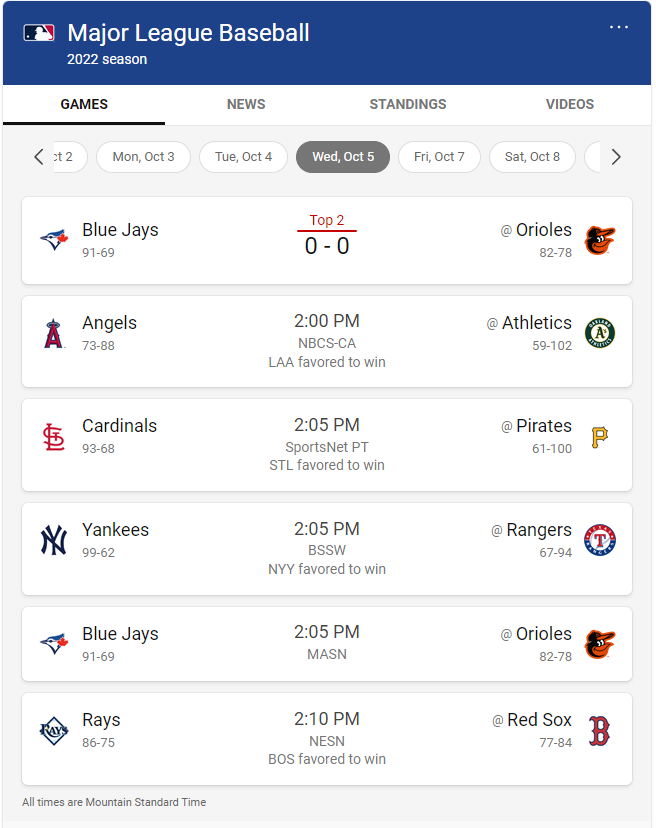 Major League Baseball
2022 season
GAMES NEWS STANDINGS VIDEOS
ct 2 Mon, Oct 3 Tue, Oct 4 Wed, Oct 5 Fri, Oct 7 Sat, Oct 8
Blue Jays Top 2 @ Orioles
91-69 0 - 0 82-78
Angels 2:00 PM @ Athletics
73-88 NBCS-CA 59-102
LAA favored to win
Cardinals 2:05 PM @ Pirates
93-68 SportsNet PT 61-100
STL favored to win
Yankees 2:05 PM @ Rangers
99-62 BSSW 67-94
NYY favored to win
Blue Jays 2:05 PM @ Orioles
91-69 MASN 82-78
Rays 2:10 PM @ Red Sox
86-75 NESN 77-84
BOS favored to win
All times are Mountain Standard Time